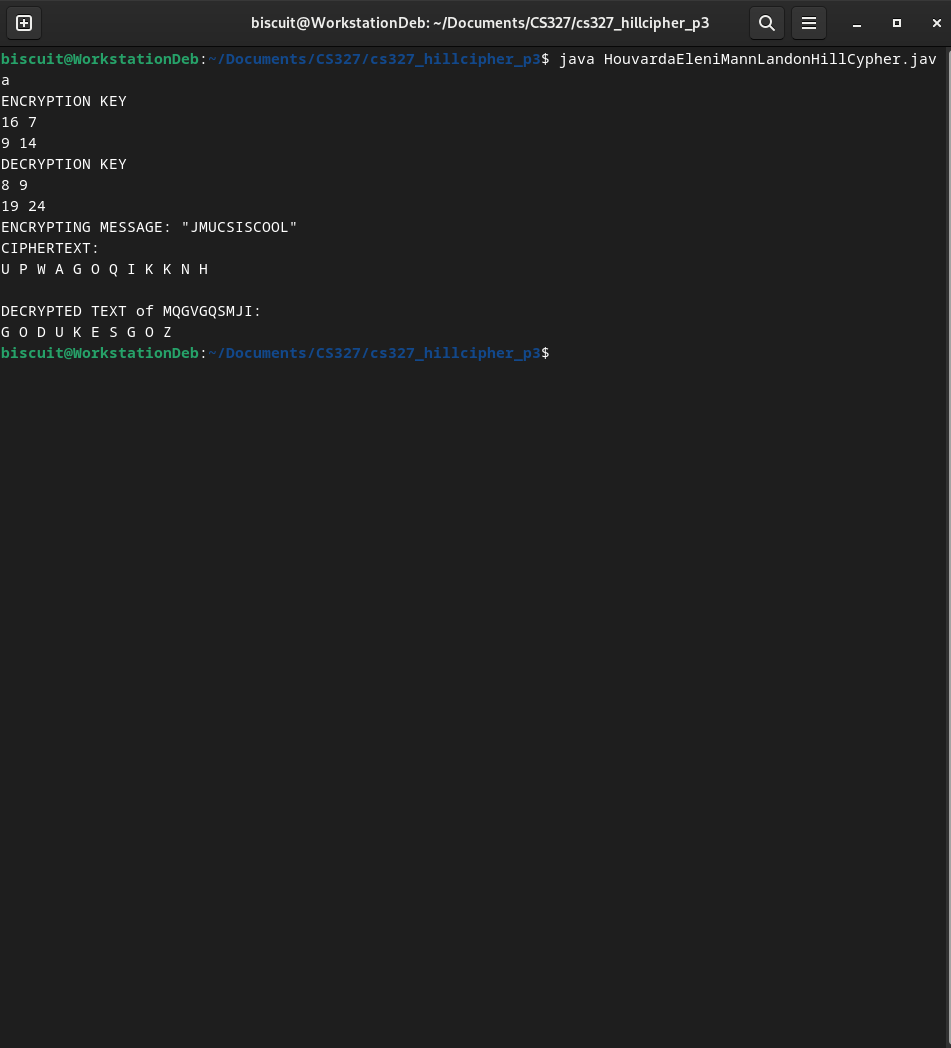 biscuit@WorkstationDeb: ~/Documents/CS327/cs327_hillcipher_p3
biscuit@WorkstationDeb:~/Documents/CS327/cs327_hillcipher_p3$ java HouvardaEleniMannLandonHillCypher.jav
a
ENCRYPTION KEY
16 7
9 14
DECRYPTION KEY
8 9
19 24
ENCRYPTING MESSAGE: "JMUCSISCOOL"
CIPHERTEXT:
U P W A G O Q I K K N H
DECRYPTED TEXT of MQGVGQSMJI:
G O D U K E S G O Z
biscuit@WorkstationDeb:~/Documents/CS327/cs327_hillcipher_p3$